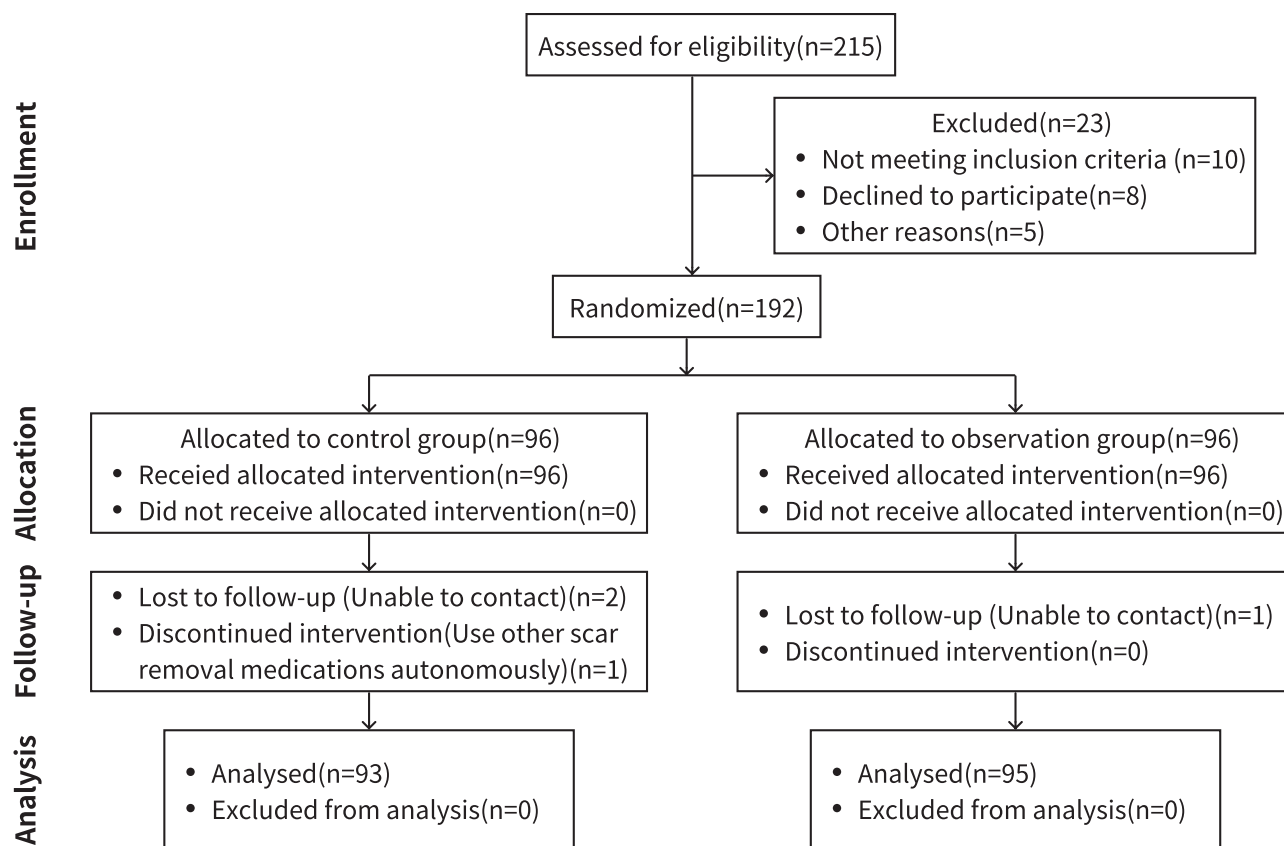 Enrollment
Assessed for eligibility(n=215)
Excluded(n=23)
• Not meeting inclusion criteria (n=10)
• Declined to participate(n=8)
• Other reasons(n=5)
Randomized(n=192)
Allocation
Allocated to control group(n=96)
• Receied allocated intervention(n=96)
• Did not receive allocated intervention(n=0)
Allocated to observation group(n=96)
• Received allocated intervention(n=96)
• Did not receive allocated intervention(n=0)
Follow-up
• Lost to follow-up (Unable to contact)(n=2)
• Discontinued intervention(Use other scar
removal medications autonomously)(n=1)
• Lost to follow-up (Unable to contact)(n=1)
• Discontinued intervention(n=0)
Analysis
• Analysed(n=93)
• Excluded from analysis(n=0)
• Analysed(n=95)
• Excluded from analysis(n=0)